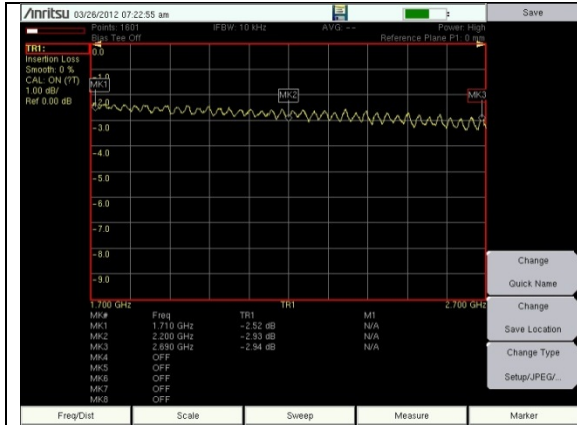 Anritsu 03/26/2012 07:22:55 am
Save
Points: 1601 IFBW: 10 kHz AVG: -- Power: High
Bias Tee Off Reference Plane P1: 0 mm
TR1:
Insertion Loss
Smooth: 0 %
CAL: ON (?T)
1.00 dB/
Ref 0.00 dB
0.0
-1.0
MK1
MK2
MK3
-2.0
-3.0
-4.0
-5.0
-6.0
-7.0
-8.0
-9.0
1.700 GHz TR1 2.700 GHz
MK# Freq TR1 M1
MK1 1.710 GHz -2.52 dB N/A
MK2 2.200 GHz -2.93 dB N/A
MK3 2.690 GHz -2.94 dB N/A
MK4 OFF
MK5 OFF
MK6 OFF
MK7 OFF
MK8 OFF
Change
Quick Name
Change
Save Location
Change Type
Setup/JPEG/...
Freq/Dist Scale Sweep Measure Marker